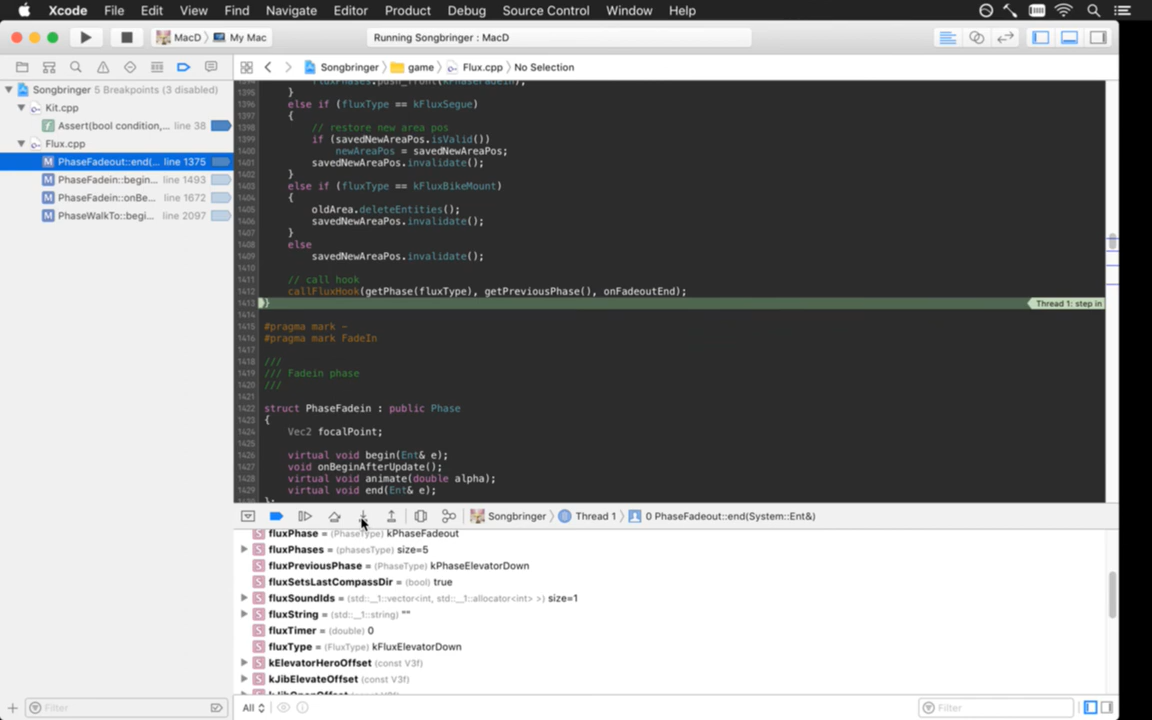 Xcode File Edit View Find Navigate Editor Product Debug Source Control Window Help
MacD My Mac
Running Songbringer : MacD
Songbringer game Flux.cpp No Selection
Songbringer 5 Breakpoints (3 disabled)
Kit.cpp
Assert(bool condition,... line 38
Flux.cpp
PhaseFadeout::end(... line 1375
PhaseFadein::begin... line 1493
PhaseFadein::onBe... line 1672
PhaseWalkTo::begi... line 2097
1395 }
1396 else if (fluxType == kFluxSegue)
1397 {
1398 // restore new area pos
1399 if (savedNewAreaPos.isValid())
1400 newAreaPos = savedNewAreaPos;
1401 savedNewAreaPos.invalidate();
1402 }
1403 else if (fluxType == kFluxBikeMount)
1404 {
1405 oldArea.deleteEntities();
1406 savedNewAreaPos.invalidate();
1407 }
1408 else
1409 savedNewAreaPos.invalidate();
1410
1411 // call hook
1412 callFluxHook(getPhase(fluxType), getPreviousPhase(), onFadeoutEnd);
1413 } Thread 1: step in
1414
1415 #pragma mark -
1416 #pragma mark FadeIn
1417
1418 ///
1419 /// Fadein phase
1420 ///
1421
1422 struct PhaseFadein : public Phase
1423 {
1424 Vec2 focalPoint;
1425
1426 virtual void begin(Ent& e);
1427 void onBeginAfterUpdate();
1428 virtual void animate(double alpha);
1429 virtual void end(Ent& e);
Songbringer Thread 1 0 PhaseFadeout::end(System::Ent&)
fluxPhase = (PhaseType) kPhaseFadeout
fluxPhases = (phasesType) size=5
fluxPreviousPhase = (PhaseType) kPhaseElevatorDown
fluxSetsLastCompassDir = (bool) true
fluxSoundIds = (std::__1::vector<int, std::__1::allocator<int> >) size=1
fluxString = (std::__1::string) ""
fluxTimer = (double) 0
fluxType = (FluxType) kFluxElevatorDown
kElevatorHeroOffset (const V3f)
kJibElevateOffset (const V3f)
Filter
All
Filter